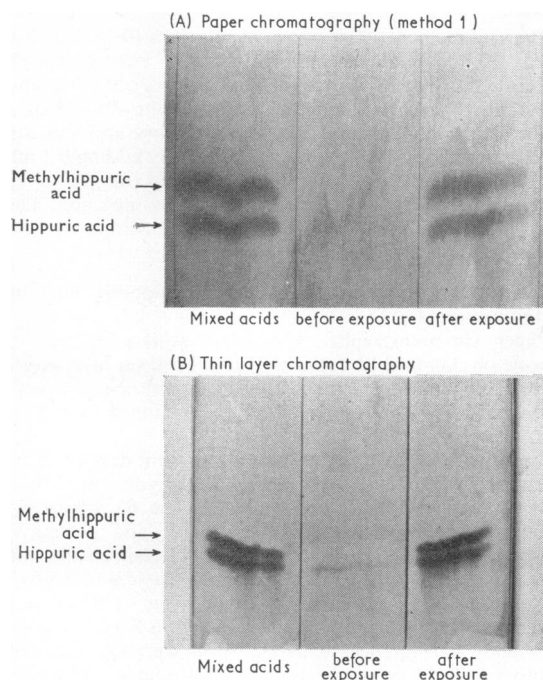 (A) Paper chromatography (method 1)
Methylhippuric
acid
Hippuric acid
Mixed acids before exposure after exposure
(B) Thin layer chromatography
Methylhippuric
acid
Hippuric acid
Mixed acids before exposure after exposure